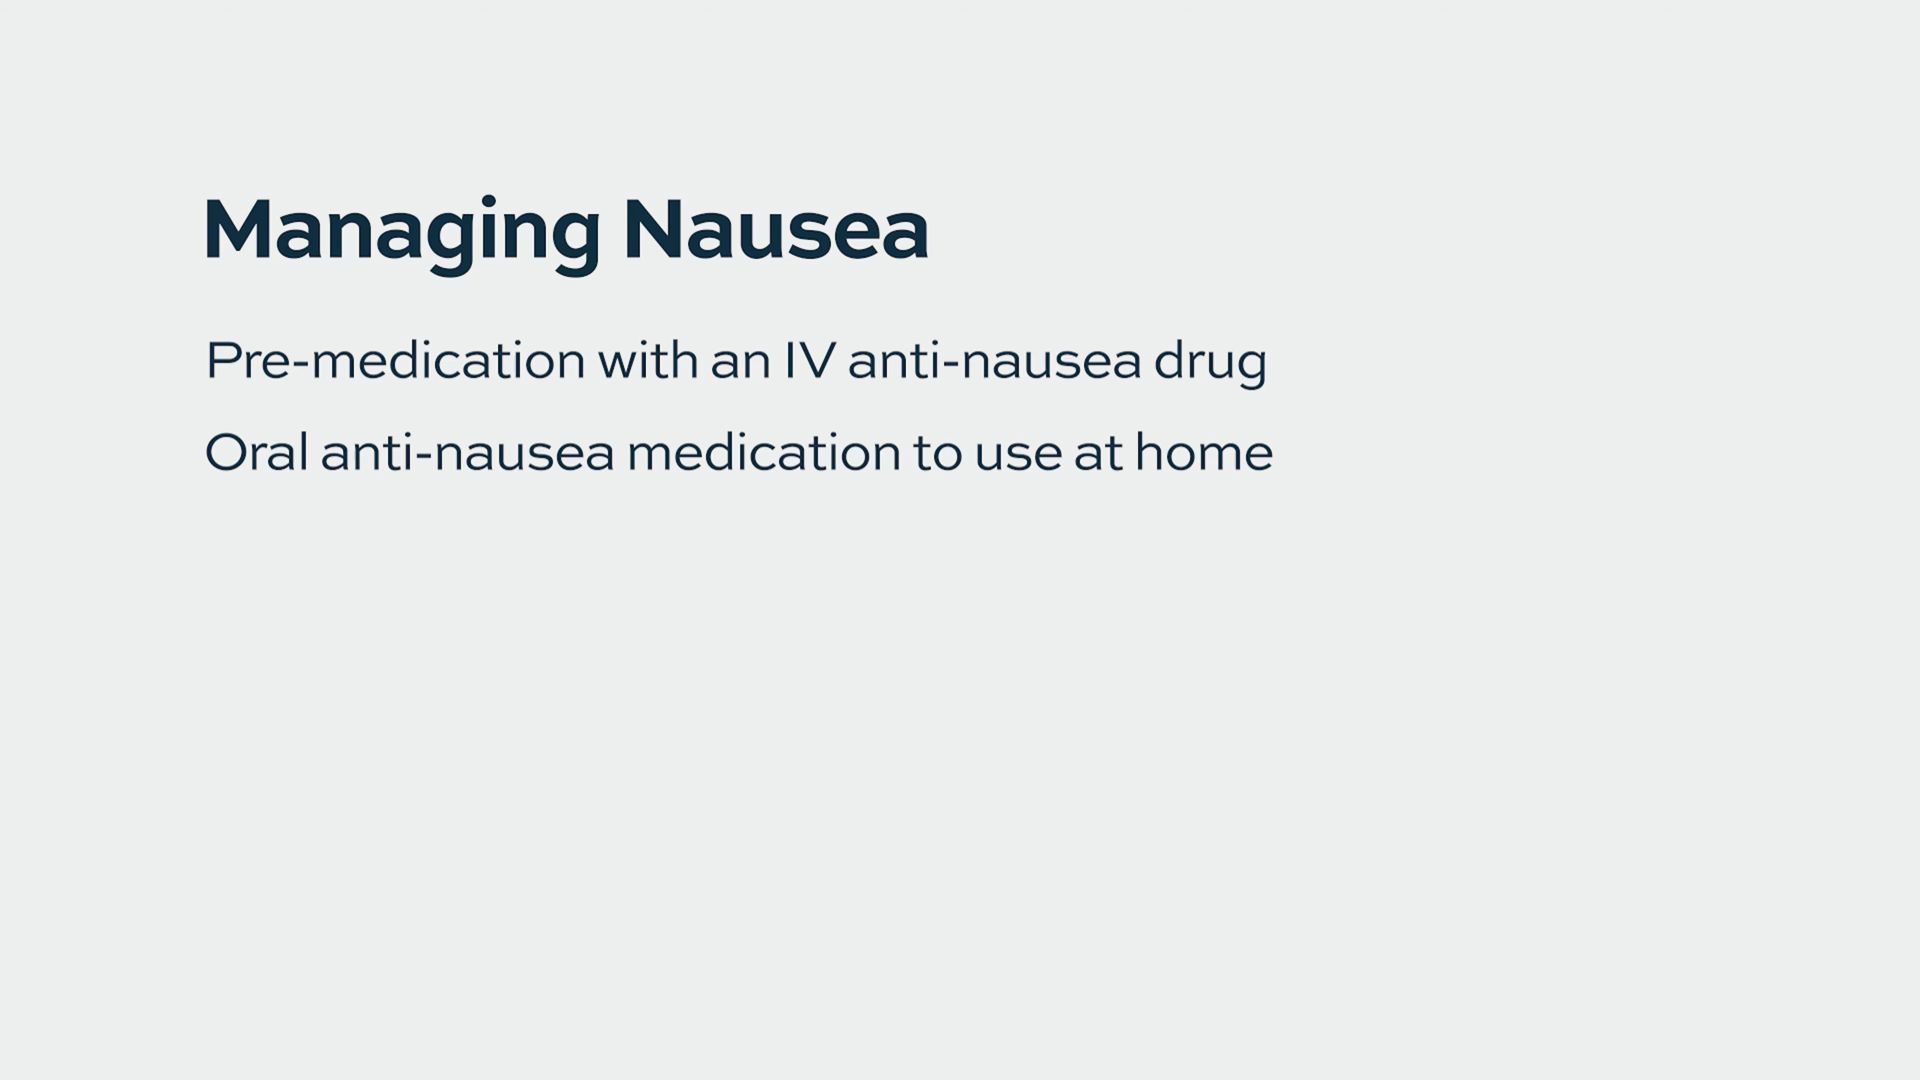 Managing Nausea
Pre-medication with an IV anti-nausea drug
Oral anti-nausea medication to use at home